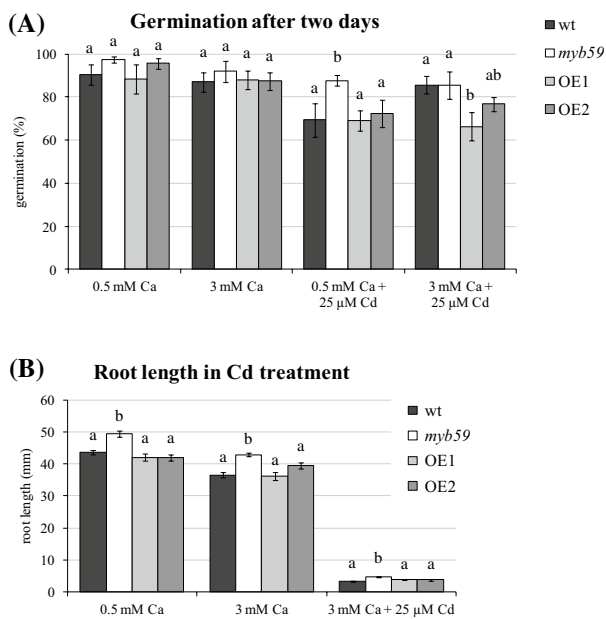 (A) Germination after two days
germination (%)
100
80
60
40
20
0
a a a a a a a a a b a a a a b ab
0.5 mM Ca 3 mM Ca 0.5 mM Ca + 25 µM Cd 3 mM Ca + 25 µM Cd
wt
myb59
OE1
OE2
(B) Root length in Cd treatment
root length (mm)
60
50
40
30
20
10
0
a b a a a b a a a b a a
0.5 mM Ca 3 mM Ca 3 mM Ca + 25 µM Cd
wt
myb59
OE1
OE2